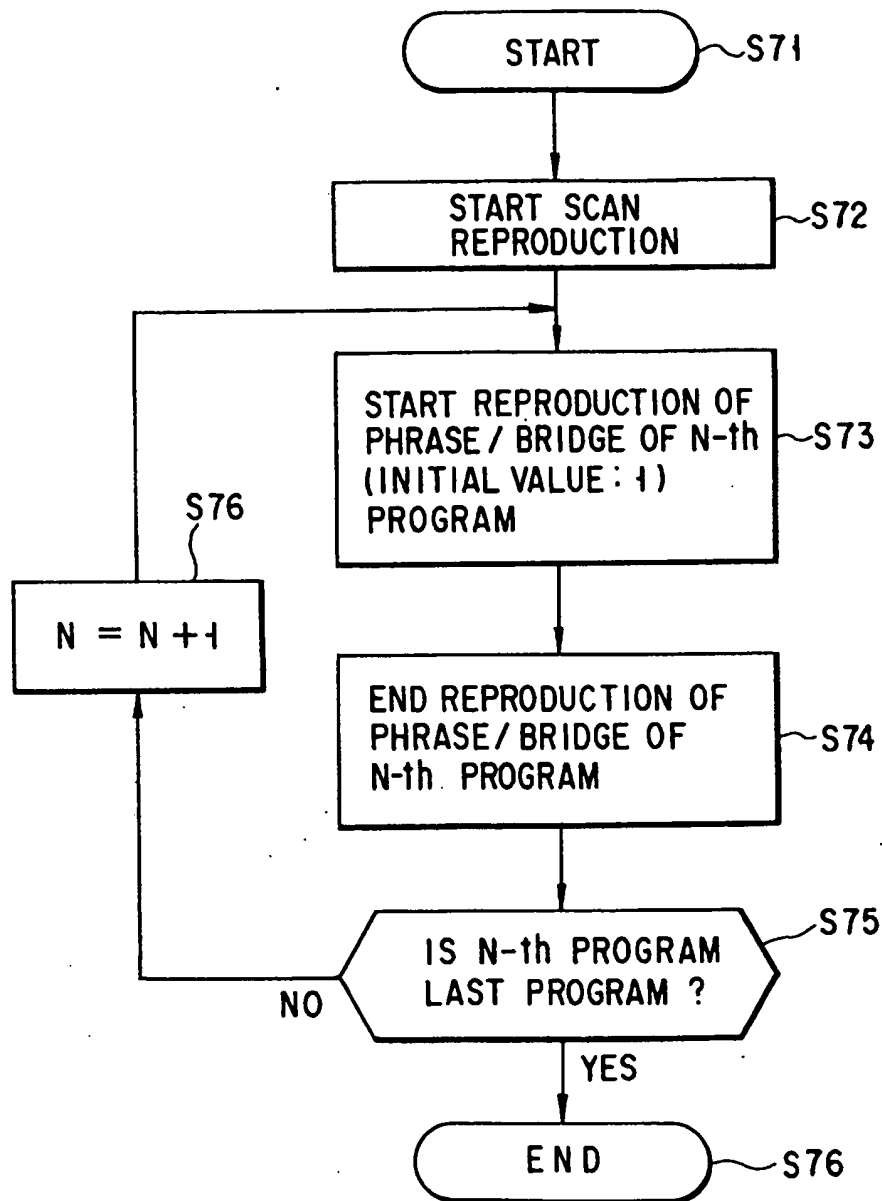 START
S71
START SCAN
REPRODUCTION
S72
START REPRODUCTION OF
PHRASE / BRIDGE OF N-th
(INITIAL VALUE : 1)
PROGRAM
S73
S76
N = N + 1
END REPRODUCTION OF
PHRASE / BRIDGE OF
N-th PROGRAM
S74
IS N-th PROGRAM
LAST PROGRAM ?
S75
NO
YES
END
S76